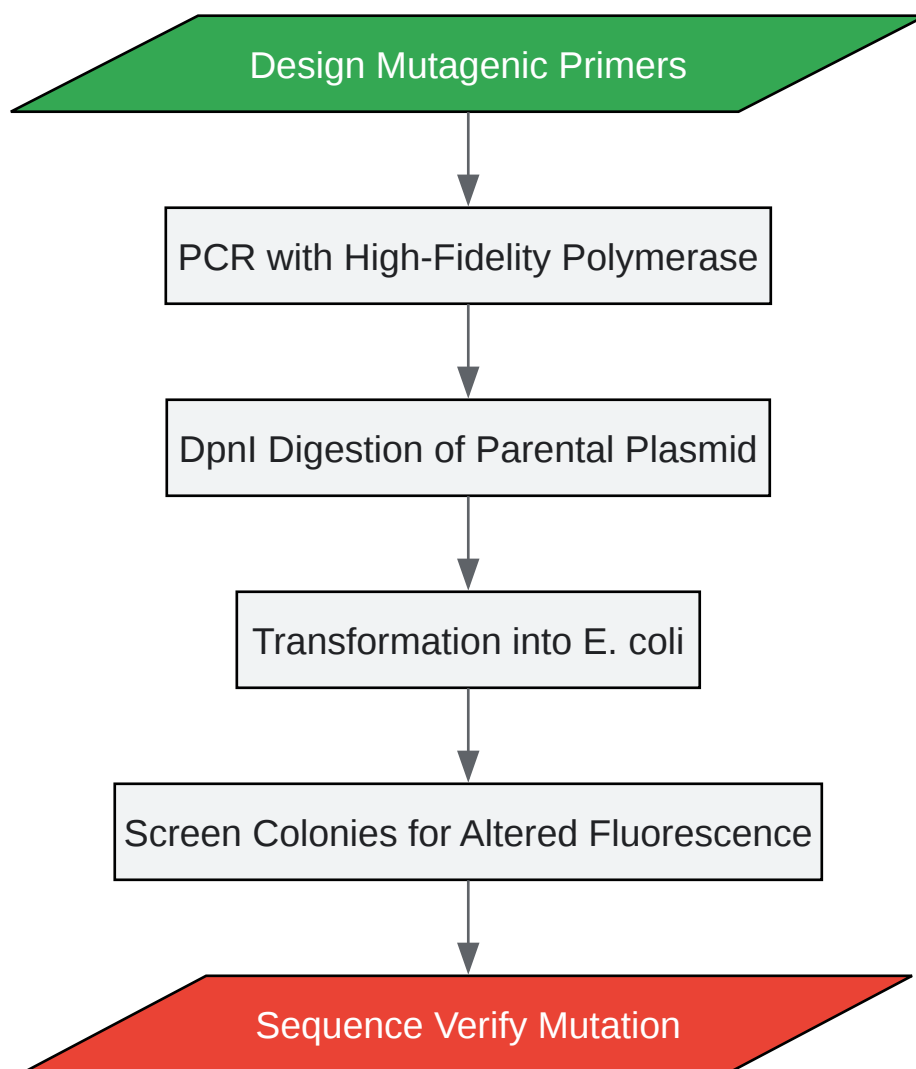 Design Mutagenic Primers
PCR with High-Fidelity Polymerase
DpnI Digestion of Parental Plasmid
Transformation into E. coli
Screen Colonies for Altered Fluorescence
Sequence Verify Mutation